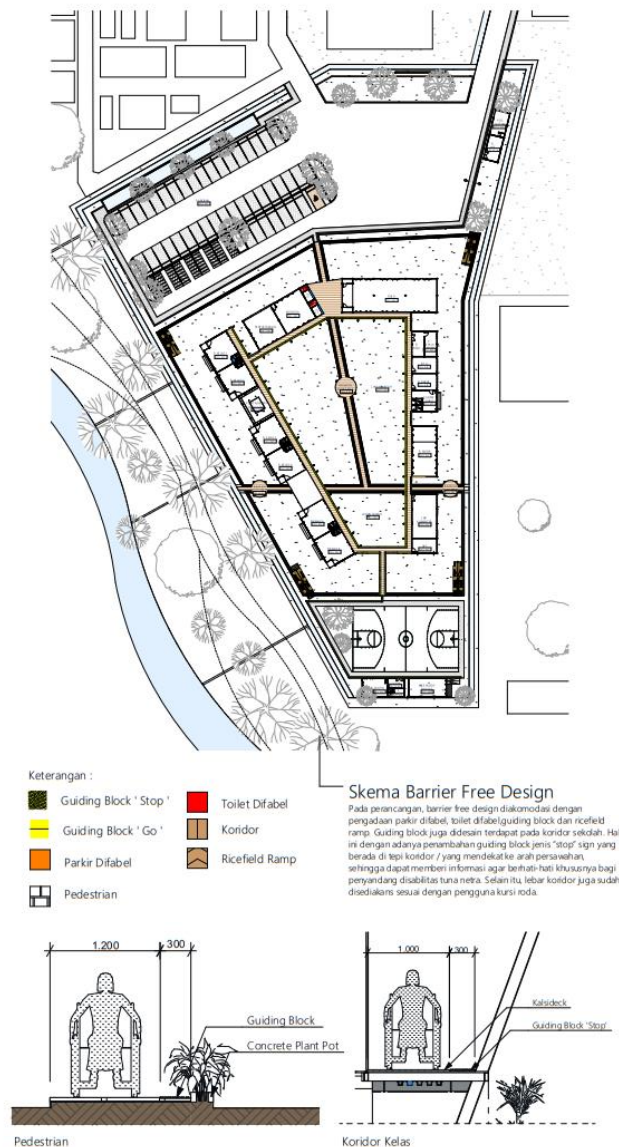 Keterangan :
Guiding Block ' Stop '
Guiding Block ' Go '
Parkir Difabel
Pedestrian
Toilet Difabel
Koridor
Ricefield Ramp
Skema Barrier Free Design
Pada perancangan, barrier free design diakomodasi dengan
pengadaan parkir difabel, toilet difabel,guiding block dan ricefield
ramp. Guiding block juga didesain terdapat pada koridor sekolah. Hal
ini dengan adanya penambahan guiding block jenis "stop" sign yang
berada di tepi koridor / yang mendekat ke arah persawahan,
sehingga dapat memberi informasi agar berhati-hati khususnya bagi
penyandang disabilitas tuna netra. Selain itu, lebar koridor juga sudah
disediakans sesuai dengan pengguna kursi roda.
1.200
300
Guiding Block
Concrete Plant Pot
Pedestrian
1.000
300
Kalsideck
Guiding Block 'Stop'
Koridor Kelas